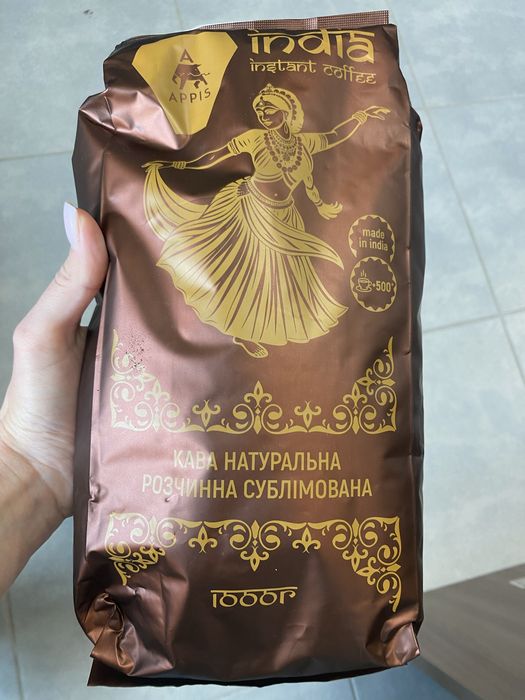 india
instant coffee
A
APPIS
made
in india
+500
КАВА НАТУРАЛЬНА
РОЗЧИННА СУБЛІМОВАНА
1000г